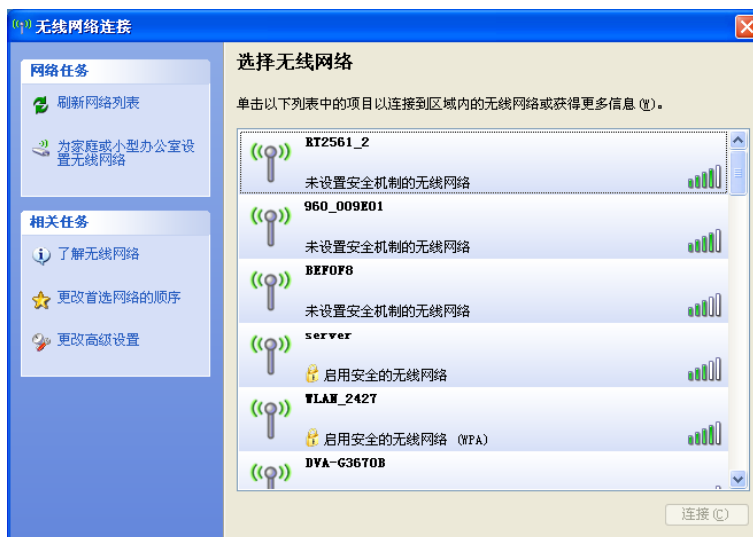 无线网络连接
网络任务
刷新网络列表
为家庭或小型办公室设
置无线网络
相关任务
了解无线网络
更改首选网络的顺序
更改高级设置
选择无线网络
单击以下列表中的项目以连接到区域内的无线网络或获得更多信息(W)。
RT2561_2
未设置安全机制的无线网络
960_009E01
未设置安全机制的无线网络
BEF0F8
未设置安全机制的无线网络
server
启用安全的无线网络
WLAN_2427
启用安全的无线网络 (WPA)
DVA-G3670B
连接(C)